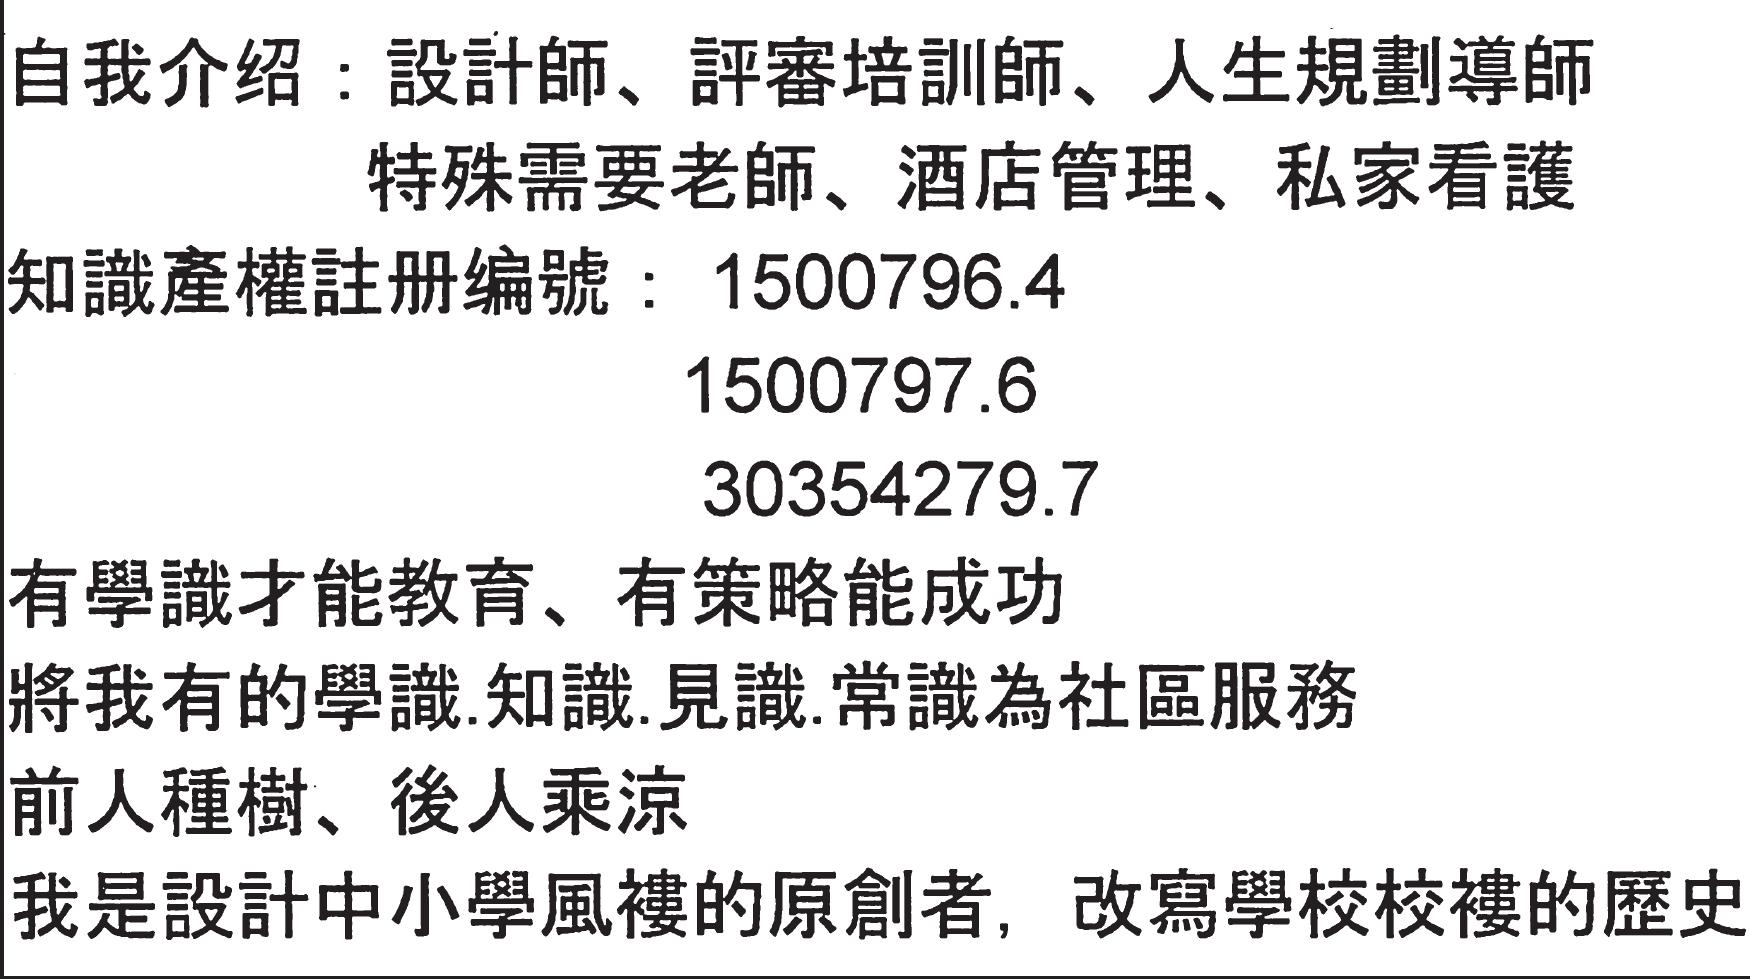 自我介绍：設計師、評審培訓師、人生規劃導師
特殊需要老師、酒店管理、私家看護
知識產權註册编號： 1500796.4
1500797.6
30354279.7
有學識才能教育、有策略能成功
將我有的學識.知識.見識.常識為社區服務
前人種樹、後人乘涼
我是設計中小學風褸的原創者，改寫學校校褸的歷史